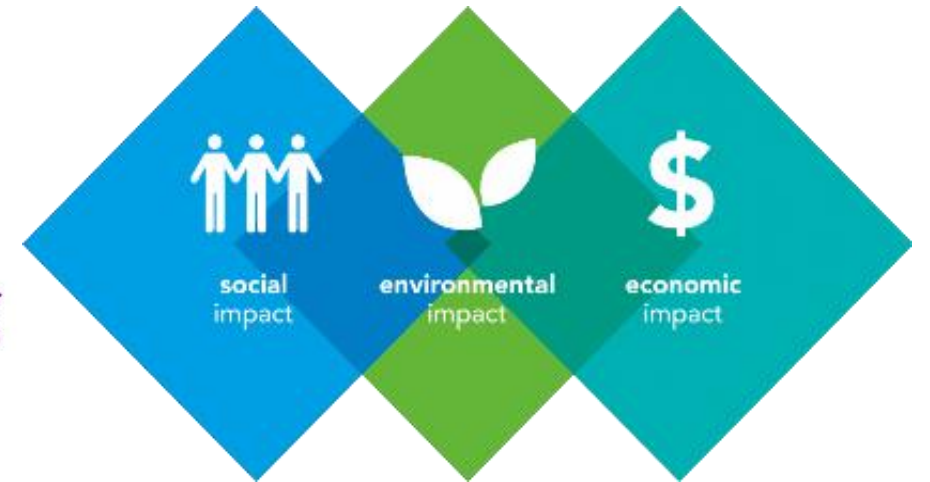 social
impact
environmental
impact
$
economic
impact